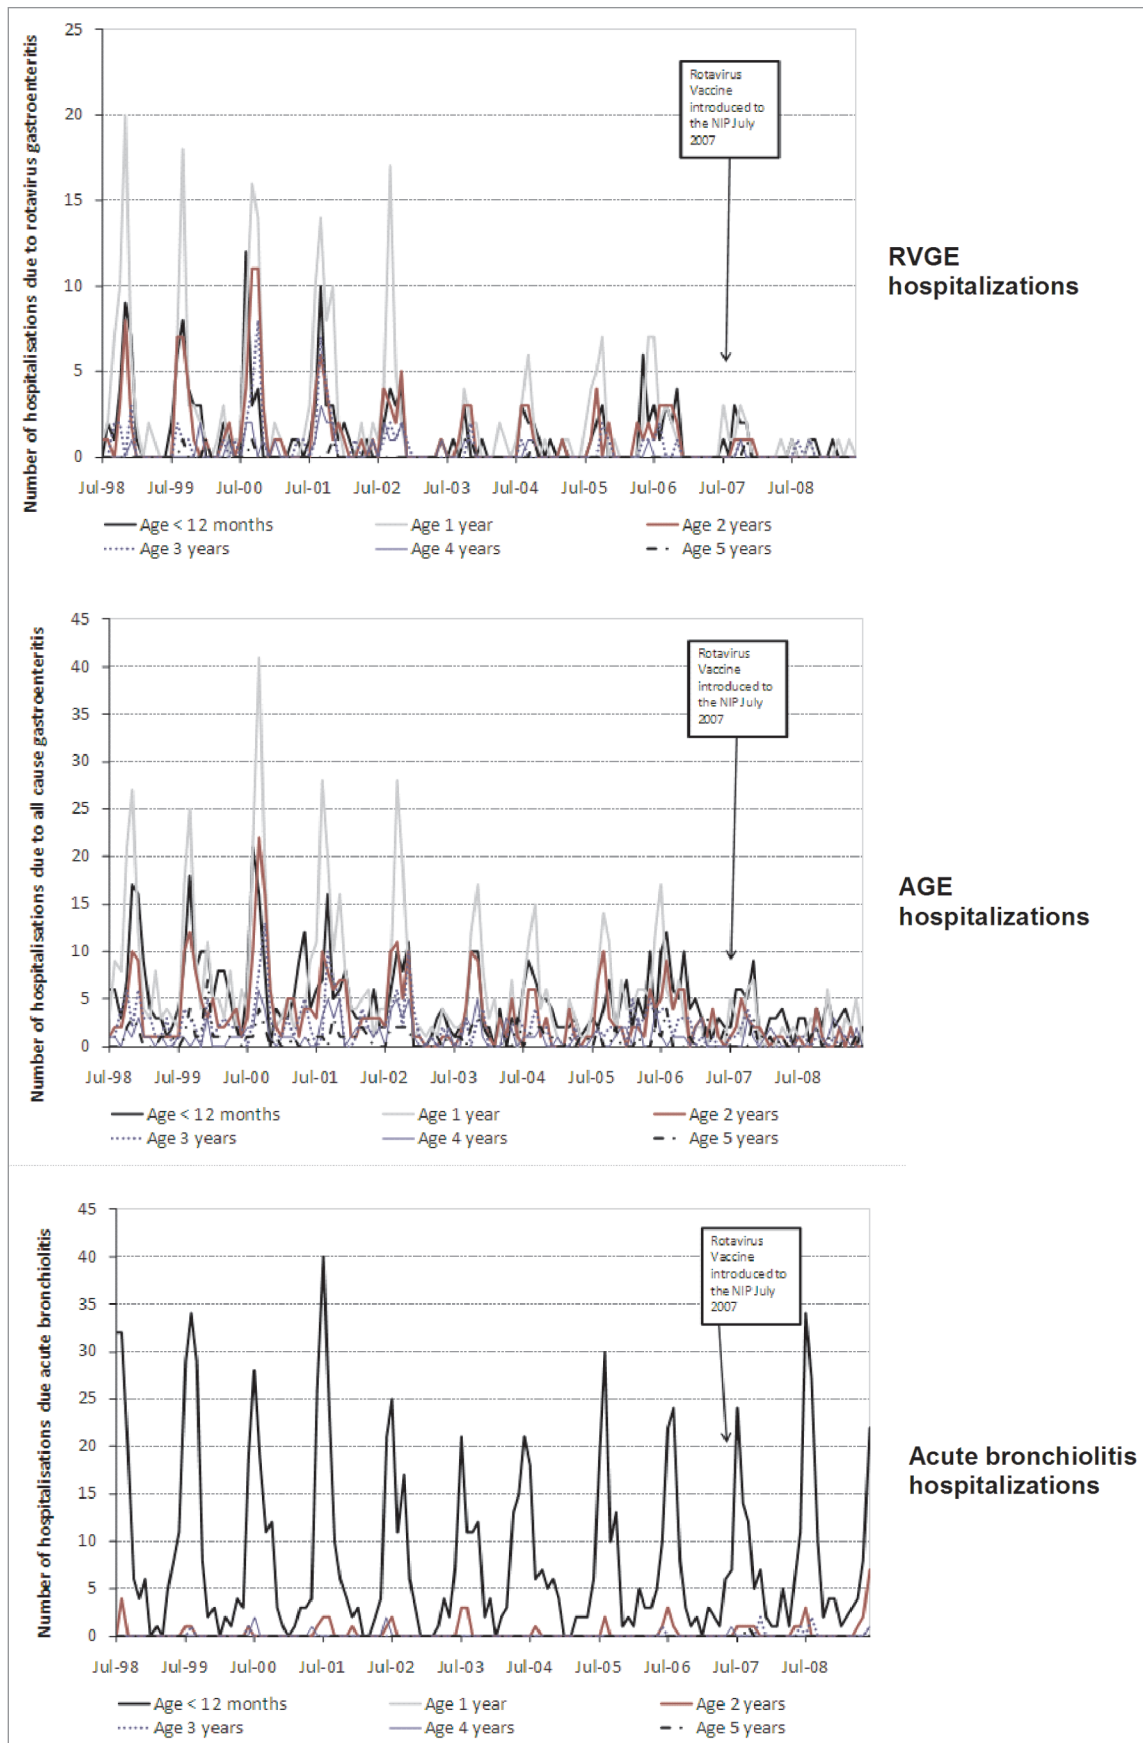 Number of hospitalisations due to rotavirus gastroenteritis
25
20
15
10
5
0
Rotavirus
Vaccine
introduced to
the NIP July
2007
Jul-98 Jul-99 Jul-00 Jul-01 Jul-02 Jul-03 Jul-04 Jul-05 Jul-06 Jul-07 Jul-08
Age < 12 months Age 1 year Age 2 years
Age 3 years Age 4 years Age 5 years
RVGE
hospitalizations
Number of hospitalisations due to all cause gastroenteritis
45
40
35
30
25
20
15
10
5
0
Rotavirus
Vaccine
introduced to
the NIP July
2007
Jul-98 Jul-99 Jul-00 Jul-01 Jul-02 Jul-03 Jul-04 Jul-05 Jul-06 Jul-07 Jul-08
Age < 12 months Age 1 year Age 2 years
Age 3 years Age 4 years Age 5 years
AGE
hospitalizations
Number of hospitalisations due acute bronchiolitis
45
40
35
30
25
20
15
10
5
0
Rotavirus
Vaccine
introduced to
the NIP July
2007
Jul-98 Jul-99 Jul-00 Jul-01 Jul-02 Jul-03 Jul-04 Jul-05 Jul-06 Jul-07 Jul-08
Age < 12 months Age 1 year Age 2 years
Age 3 years Age 4 years Age 5 years
Acute bronchiolitis
hospitalizations